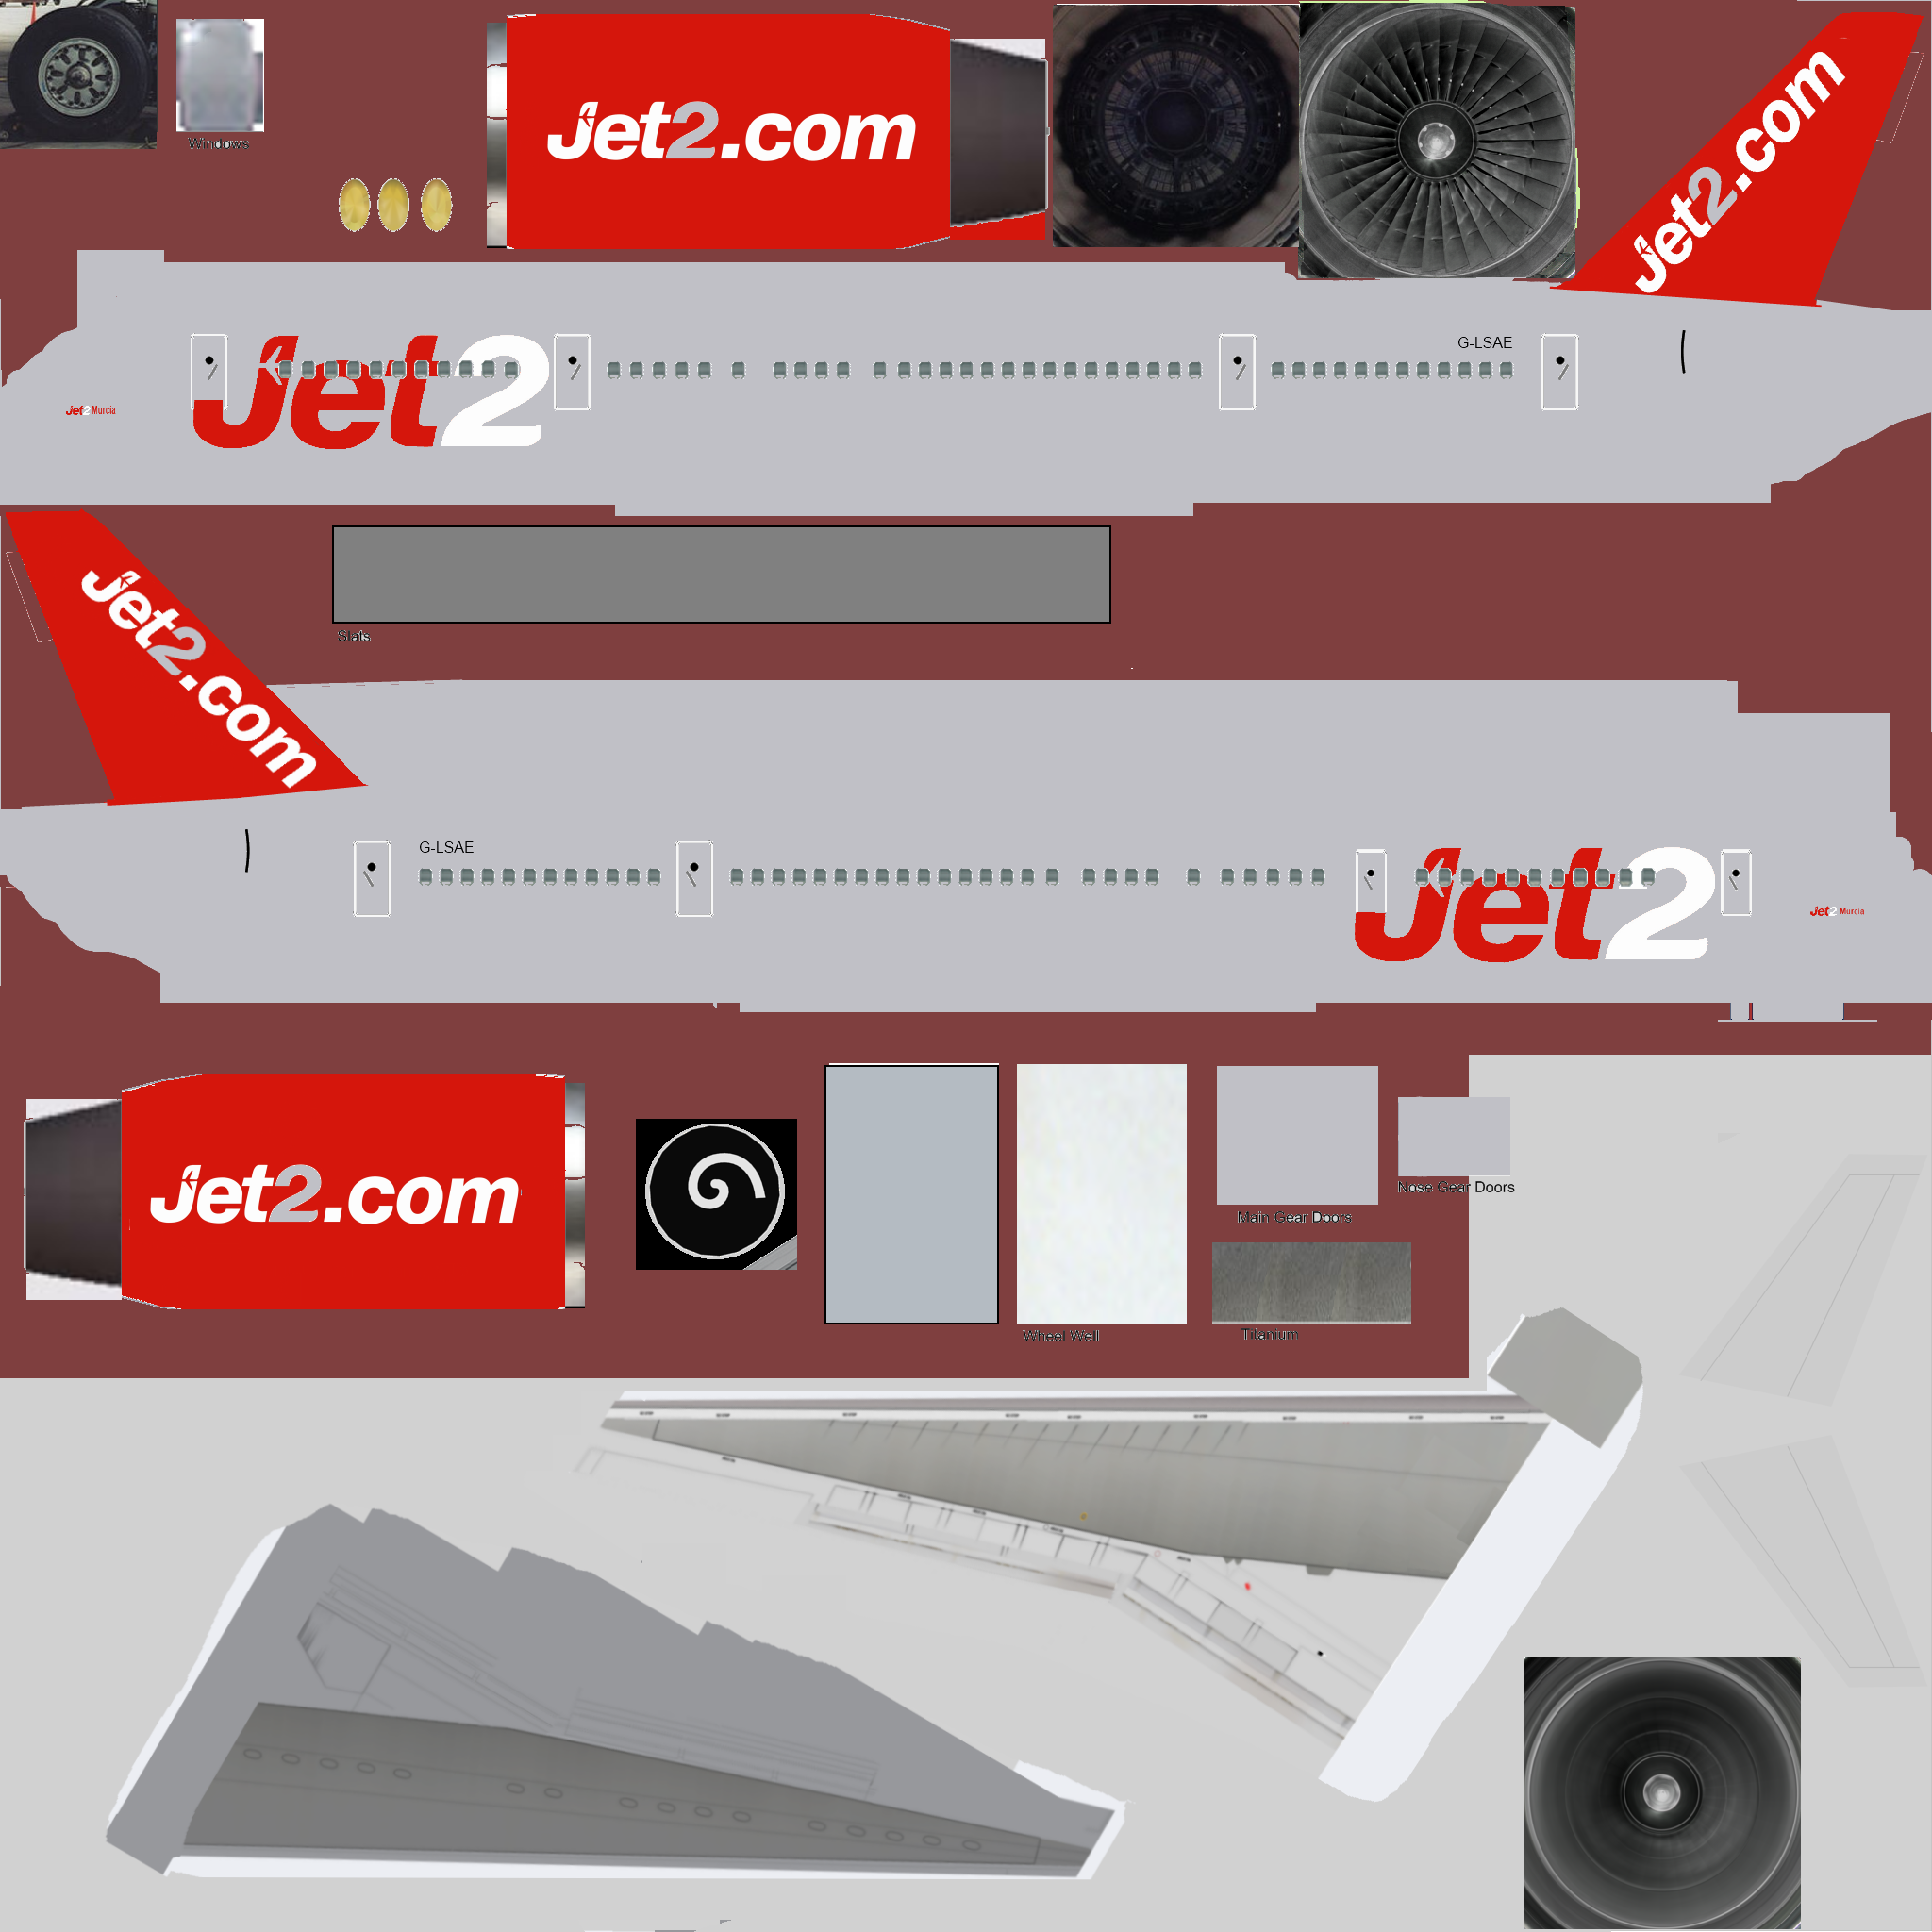 Windows
Jet2.com
Jet2.com
G-LSAE
Jet2
Jet2 Murcia
Slats
Jet2.com
G-LSAE
Jet2
Jet2 Murcia
Jet2.com
Nose Gear Doors
Main Gear Doors
Wheel Well
Titanium